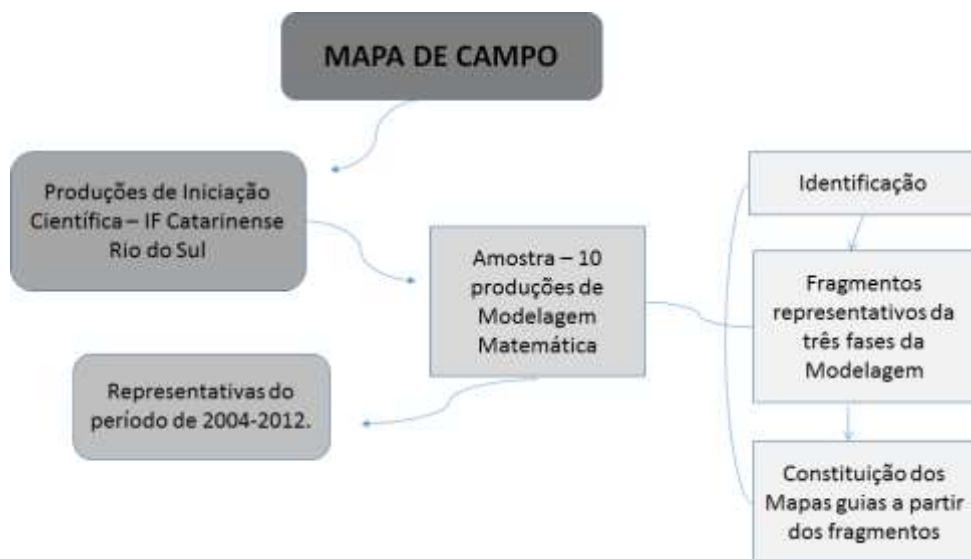 MAPA DE CAMPO
Produções de Iniciação
Científica – IF Catarinense
Rio do Sul
Amostra – 10
produções de
Modelagem
Matemática
Representativas do
período de 2004-2012.
Identificação
Fragmentos
representivos da
três fases da
Modelagem
Constituição dos
Mapas guias a partir
dos fragmentos